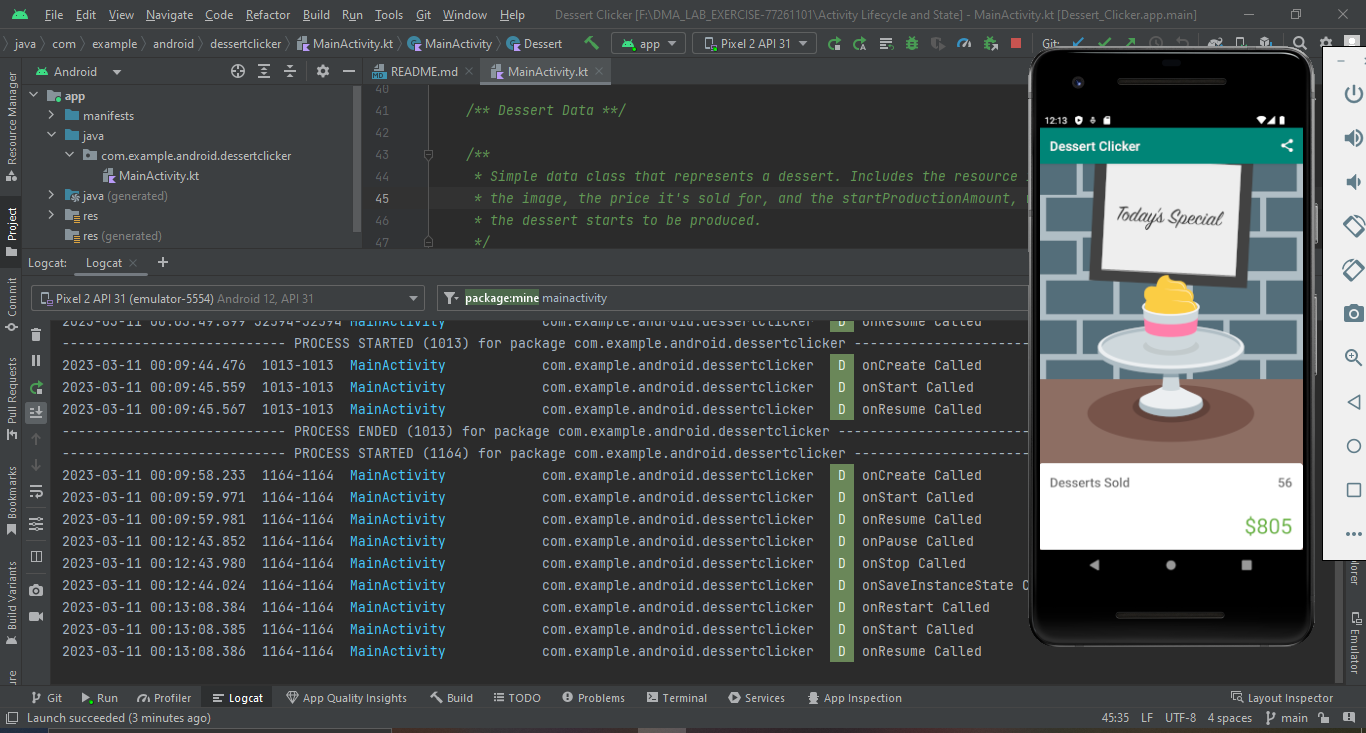 File Edit View Navigate Code Refactor Build Run Tools Git Window Help Dessert Clicker [F:\DMA_LAB_EXERCISE-77261101\Activity Lifecycle and State] - MainActivity.kt [Dessert_Clicker.app.main]
java com example android dessertclicker MainActivity.kt MainActivity Dessert app Pixel 2 API 31 Git:
Android README.md MainActivity.kt
app
manifests
java
com.example.android.dessertclicker
MainActivity.kt
java (generated)
res
res (generated)
40
41 /** Dessert Data **/
42
43 /**
44 * Simple data class that represents a dessert. Includes the resource
45 * the image, the price it's sold for, and the startProductionAmount,
46 * the dessert starts to be produced.
47 */
Logcat: Logcat
Pixel 2 API 31 (emulator-5554) Android 12, API 31 package:mine mainactivity
2023-03-11 00:05:49.899 32594-32594 MainActivity com.example.android.dessertclicker D onResume Called
---------------------------- PROCESS STARTED (1013) for package com.example.android.dessertclicker ----------------------------
2023-03-11 00:09:44.476 1013-1013 MainActivity com.example.android.dessertclicker D onCreate Called
2023-03-11 00:09:45.559 1013-1013 MainActivity com.example.android.dessertclicker D onStart Called
2023-03-11 00:09:45.567 1013-1013 MainActivity com.example.android.dessertclicker D onResume Called
---------------------------- PROCESS ENDED (1013) for package com.example.android.dessertclicker ----------------------------
---------------------------- PROCESS STARTED (1164) for package com.example.android.dessertclicker ----------------------------
2023-03-11 00:09:58.233 1164-1164 MainActivity com.example.android.dessertclicker D onCreate Called
2023-03-11 00:09:59.971 1164-1164 MainActivity com.example.android.dessertclicker D onStart Called
2023-03-11 00:09:59.981 1164-1164 MainActivity com.example.android.dessertclicker D onResume Called
2023-03-11 00:12:43.852 1164-1164 MainActivity com.example.android.dessertclicker D onPause Called
2023-03-11 00:12:43.980 1164-1164 MainActivity com.example.android.dessertclicker D onStop Called
2023-03-11 00:12:44.024 1164-1164 MainActivity com.example.android.dessertclicker D onSaveInstanceState C
2023-03-11 00:13:08.384 1164-1164 MainActivity com.example.android.dessertclicker D onRestart Called
2023-03-11 00:13:08.385 1164-1164 MainActivity com.example.android.dessertclicker D onStart Called
2023-03-11 00:13:08.386 1164-1164 MainActivity com.example.android.dessertclicker D onResume Called
Resource Manager
Project
Commit
Pull Requests
Bookmarks
Build Variants
12:13
Dessert Clicker
Today's Special
Desserts Sold 56
$805
Emulator
Git Run Profiler Logcat App Quality Insights Build TODO Problems Terminal Services App Inspection Layout Inspector
Launch succeeded (3 minutes ago) 45:35 LF UTF-8 4 spaces main